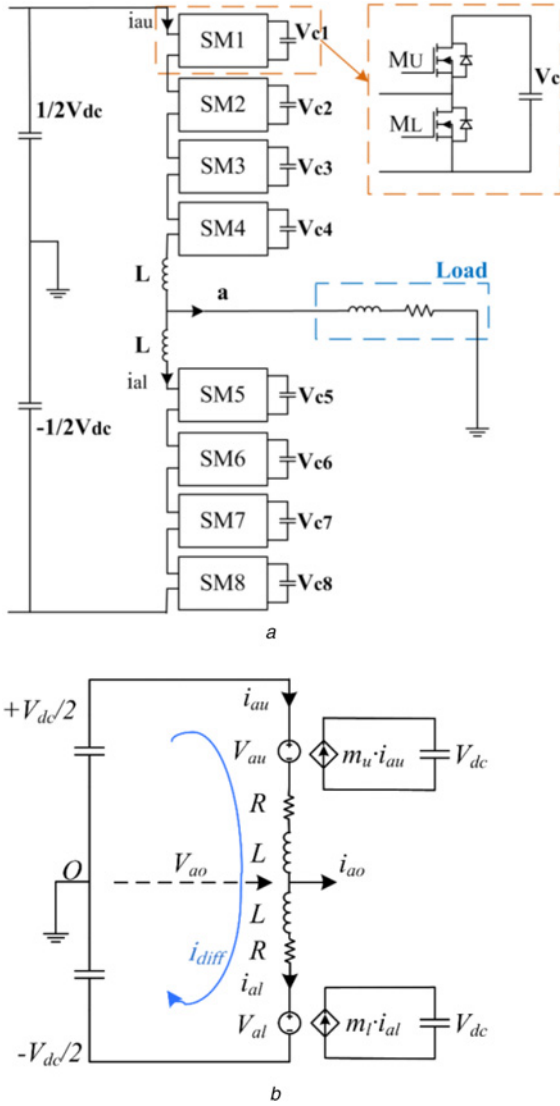 iau
SM1
Vc1
MU
ML
Vc
1/2Vdc
SM2
Vc2
SM3
Vc3
SM4
Vc4
L
a
Load
L
ial
SM5
Vc5
-1/2Vdc
SM6
Vc6
SM7
Vc7
SM8
Vc8
a
+Vdc/2
iau
Vau
mu·iau
Vdc
R
L
O
Vao
iao
L
idiff
R
ial
Val
ml·ial
Vdc
-Vdc/2
b